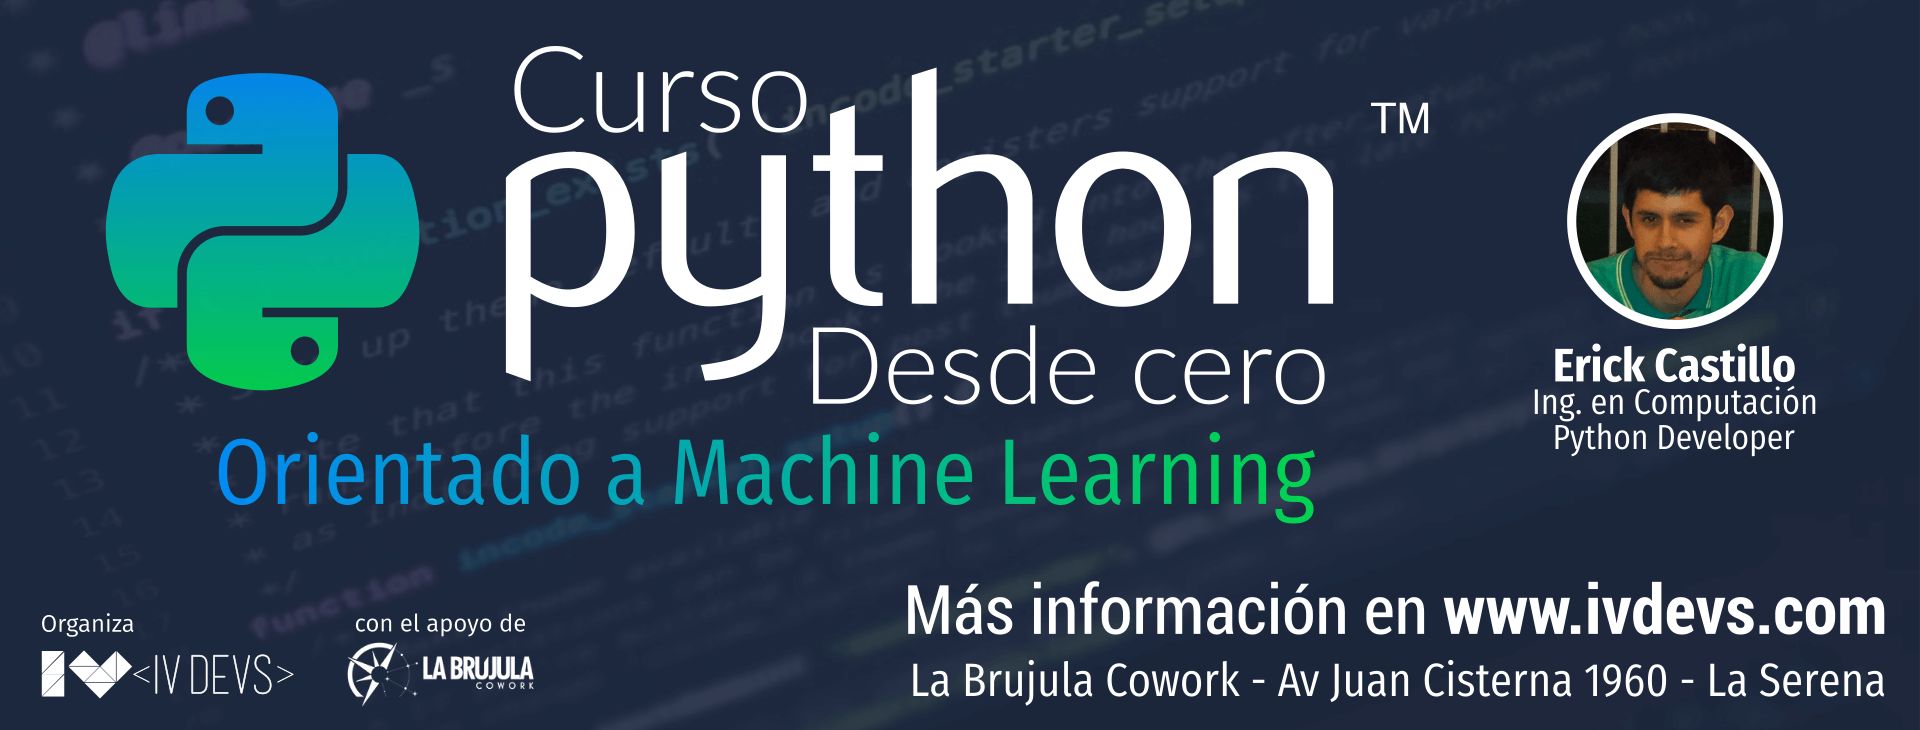 Curso
python
TM
Desde cero
Orientado a Machine Learning
Erick Castillo
Ing. en Computación
Python Developer
Más información en www.ivdevs.com
La Brujula Cowork - Av Juan Cisterna 1960 - La Serena
Organiza
<IV DEVS>
con el apoyo de
LA BRUJULA
COWORK